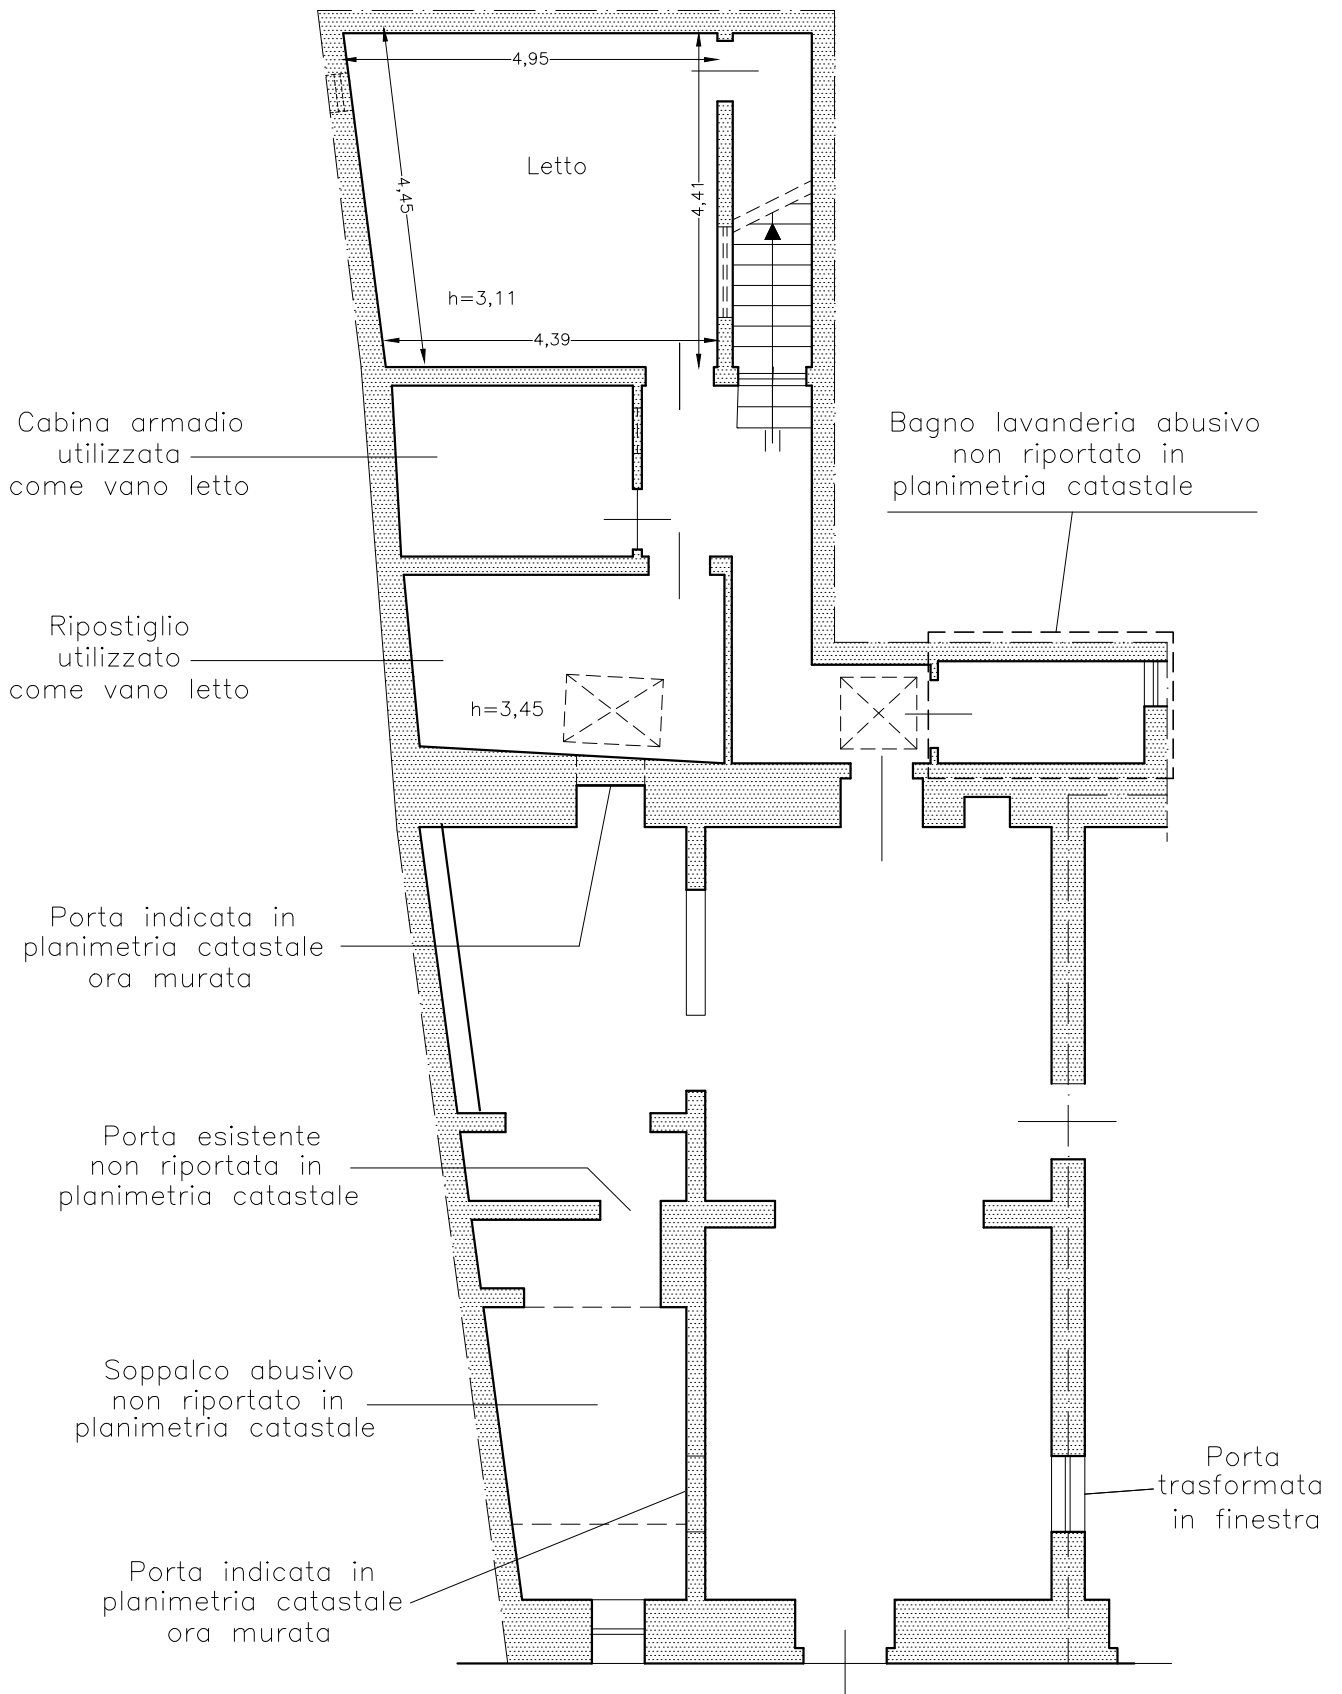 4,95
Letto
4,45
4,41
h=3,11
4,39
Cabina armadio
utilizzata
come vano letto
Bagno lavanderia abusivo
non riportato in
planimetria catastale
Ripostiglio
utilizzato
come vano letto
h=3,45
Porta indicata in
planimetria catastale
ora murata
Porta esistente
non riportata in
planimetria catastale
Soppalco abusivo
non riportato in
planimetria catastale
Porta
trasformata
in finestra
Porta indicata in
planimetria catastale
ora murata